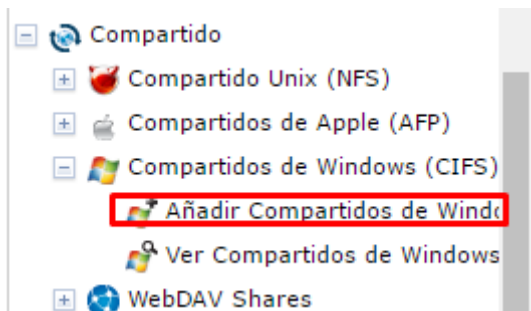 Compartido
Compartido Unix (NFS)
Compartidos de Apple (AFP)
Compartidos de Windows (CIFS)
Añadir Compartidos de Windo
Ver Compartidos de Windows
WebDAV Shares